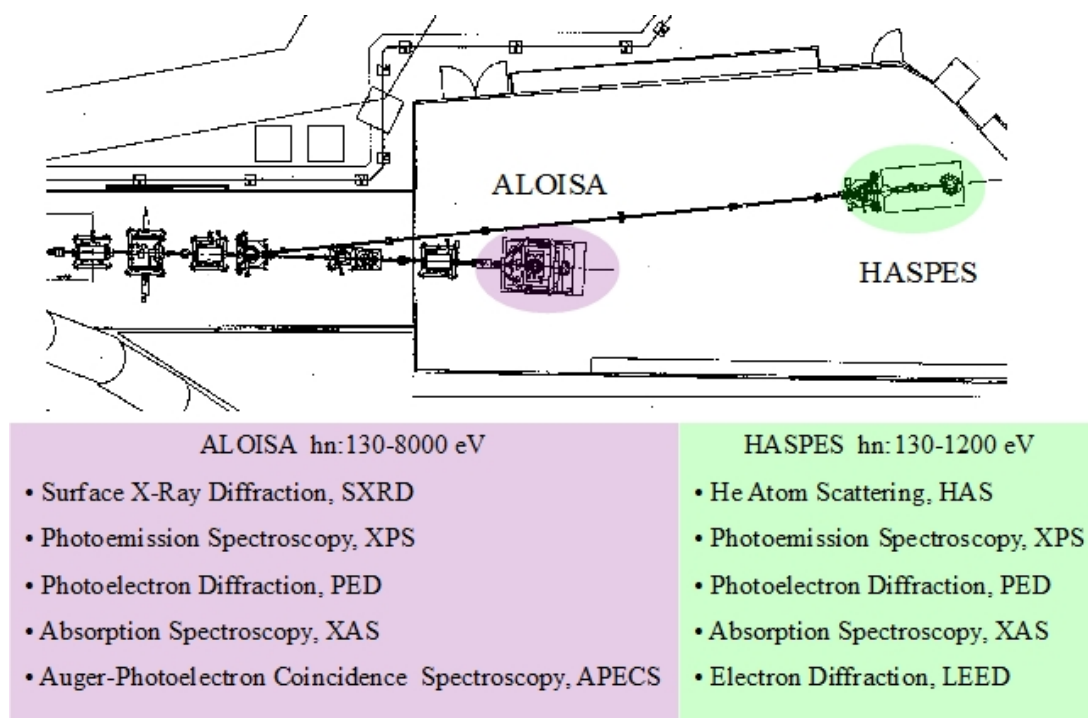 ALOISA
HASPES
ALOISA hn:130-8000 eV
• Surface X-Ray Diffraction, SXRD
• Photoemission Spectroscopy, XPS
• Photoelectron Diffraction, PED
• Absorption Spectroscopy, XAS
• Auger-Photoelectron Coincidence Spectroscopy, APECS
HASPES hn:130-1200 eV
• He Atom Scattering, HAS
• Photoemission Spectroscopy, XPS
• Photoelectron Diffraction, PED
• Absorption Spectroscopy, XAS
• Electron Diffraction, LEED